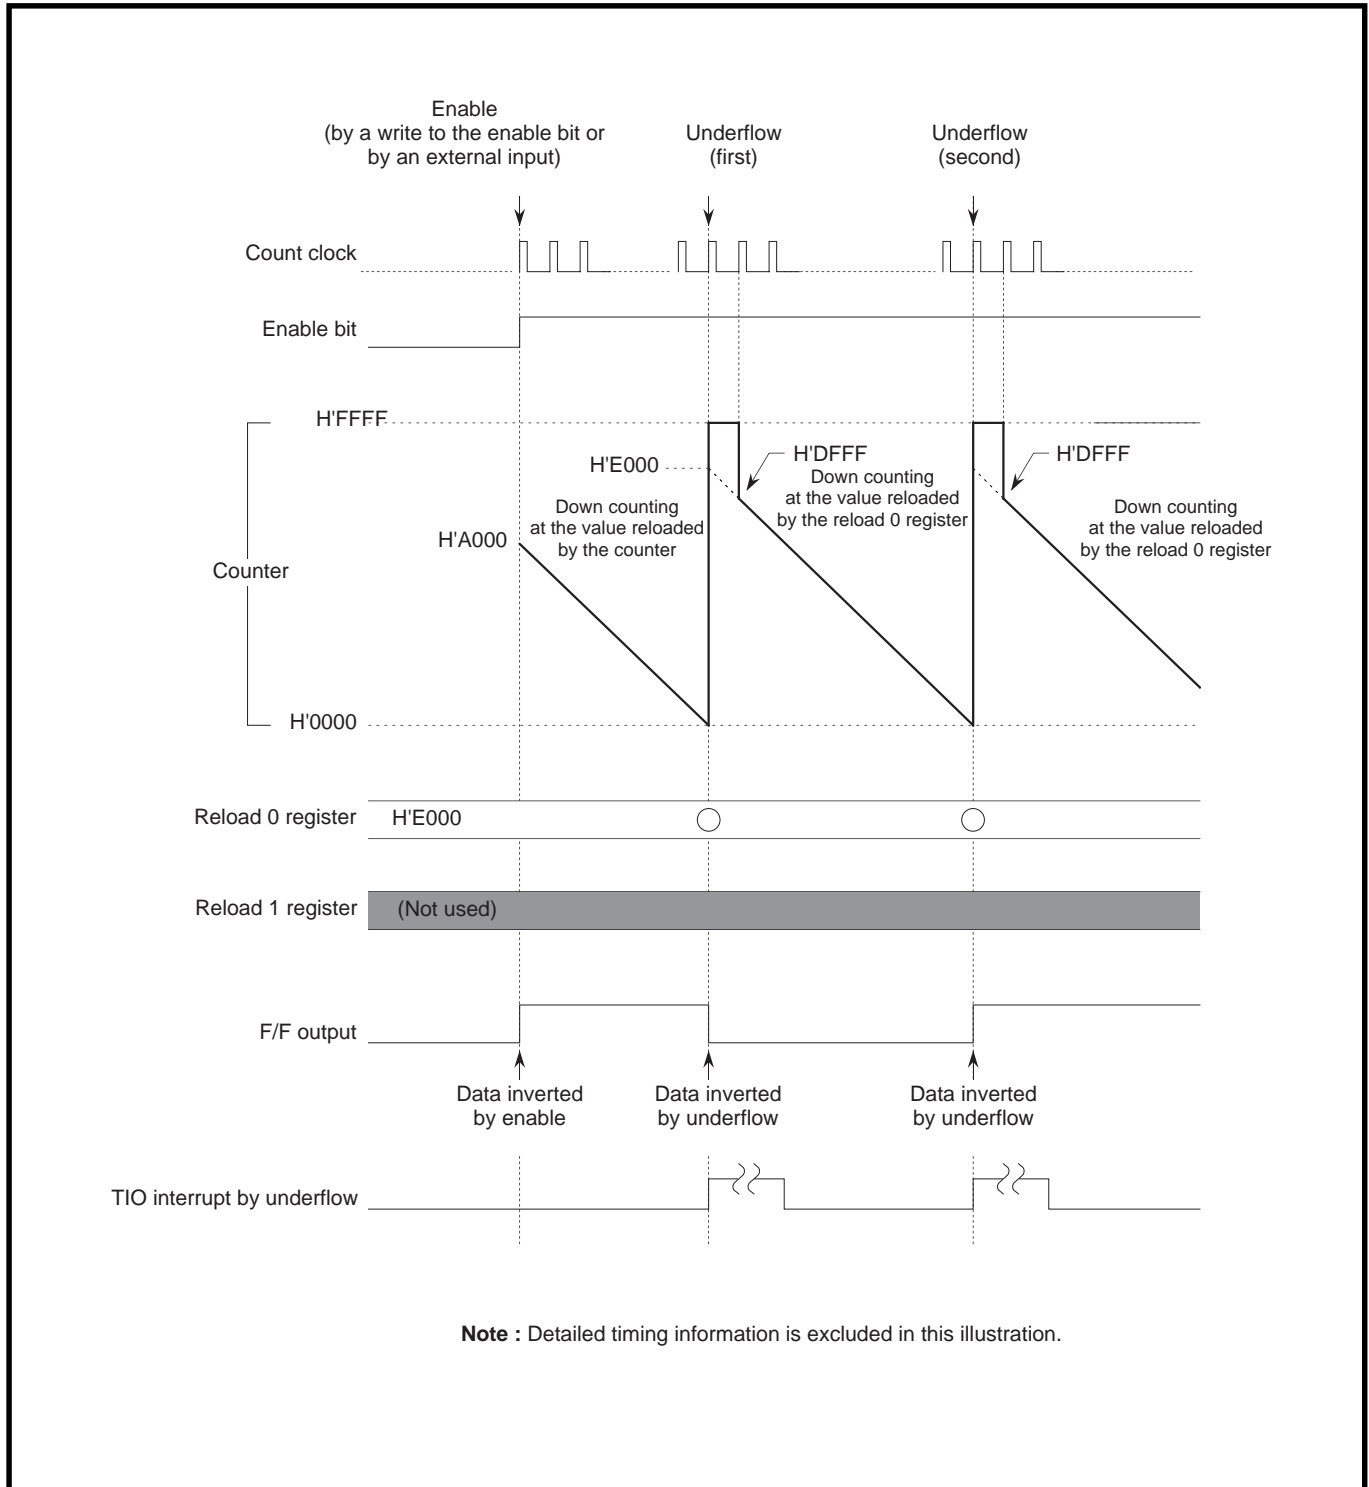 Enable
(by a write to the enable bit or
by an external input)
Underflow
(first)
Underflow
(second)
Count clock
Enable bit
H'FFFF
H'E000
H'DFFF
H'DFFF
Down counting
at the value reloaded
by the counter
Down counting
at the value reloaded
by the reload 0 register
Down counting
at the value reloaded
by the reload 0 register
H'A000
Counter
H'0000
Reload 0 register
H'E000
Reload 1 register
(Not used)
F/F output
Data inverted
by enable
Data inverted
by underflow
Data inverted
by underflow
TIO interrupt by underflow
Note : Detailed timing information is excluded in this illustration.